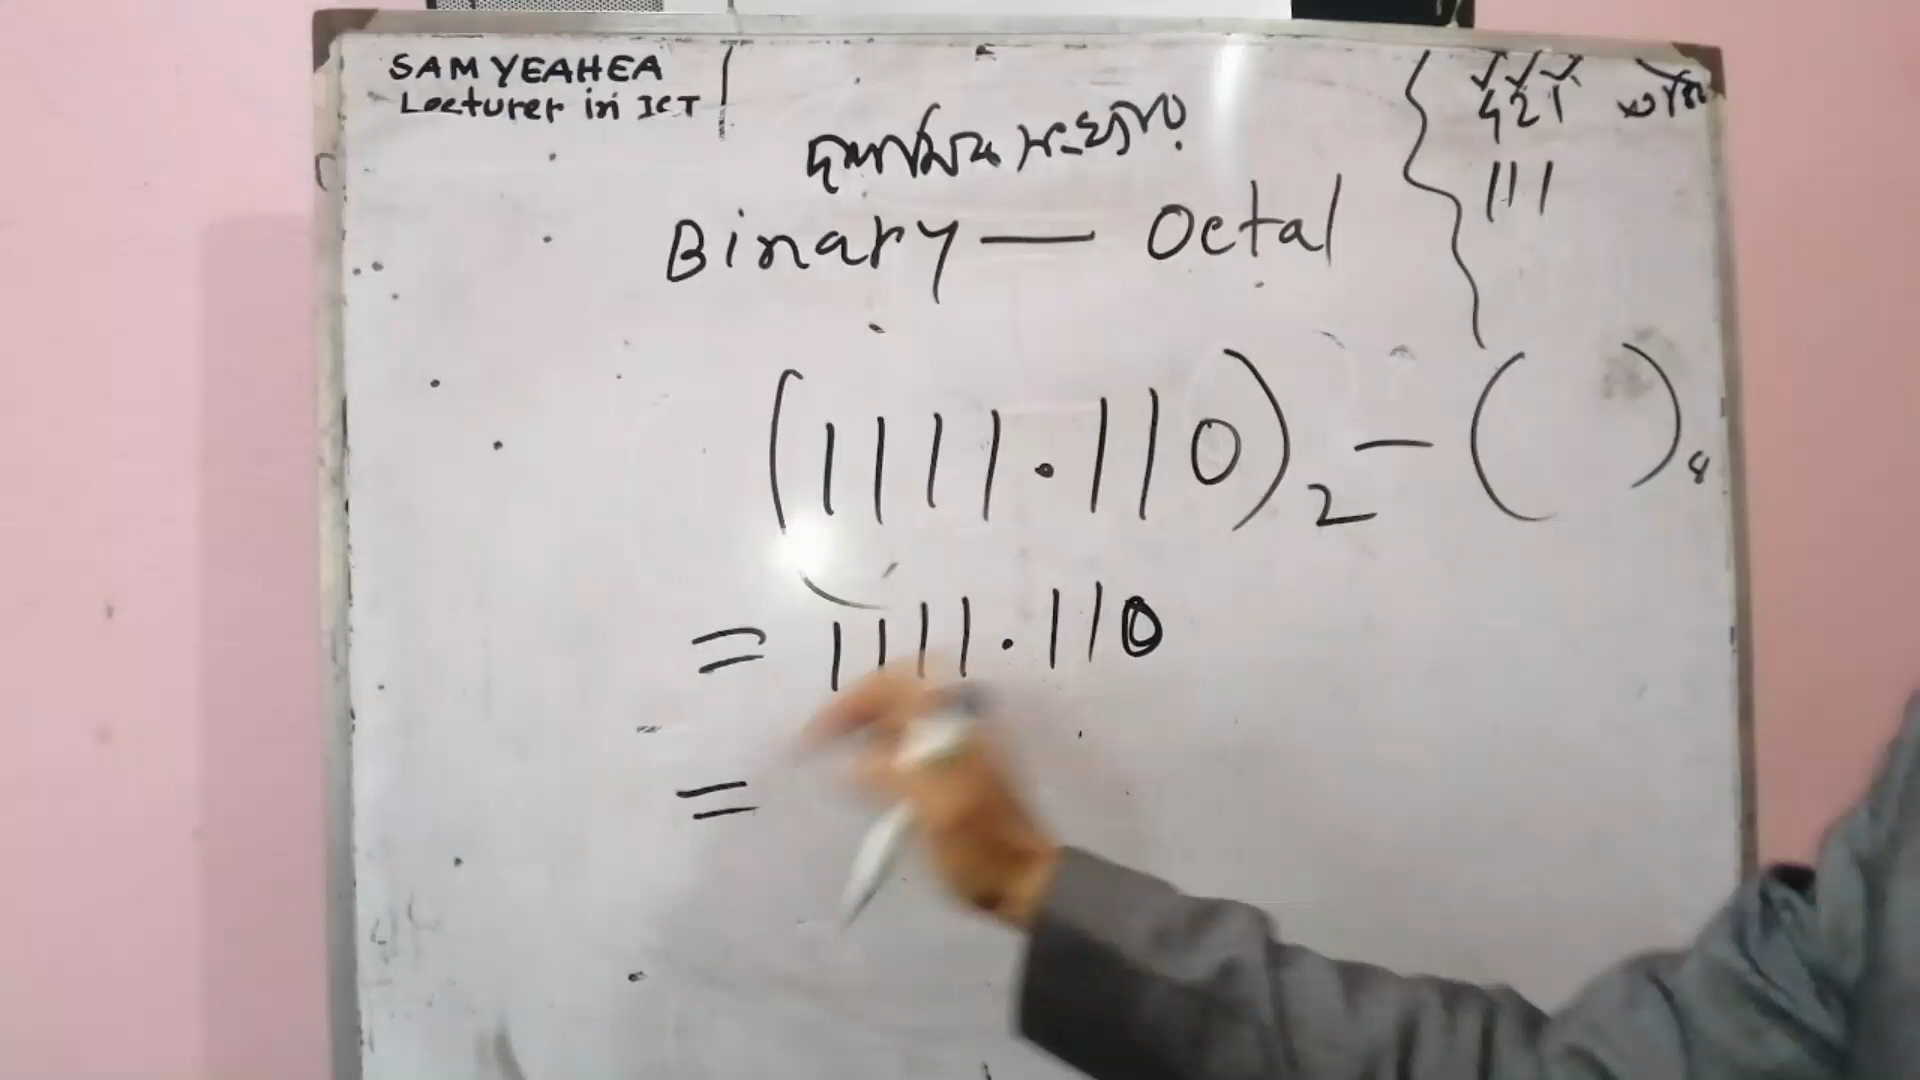 SAM YEAHEA
Lecturer in ICT
421
111
Binary — Octal
(1111.110)₂ — ( )₈
= 1111.110
=